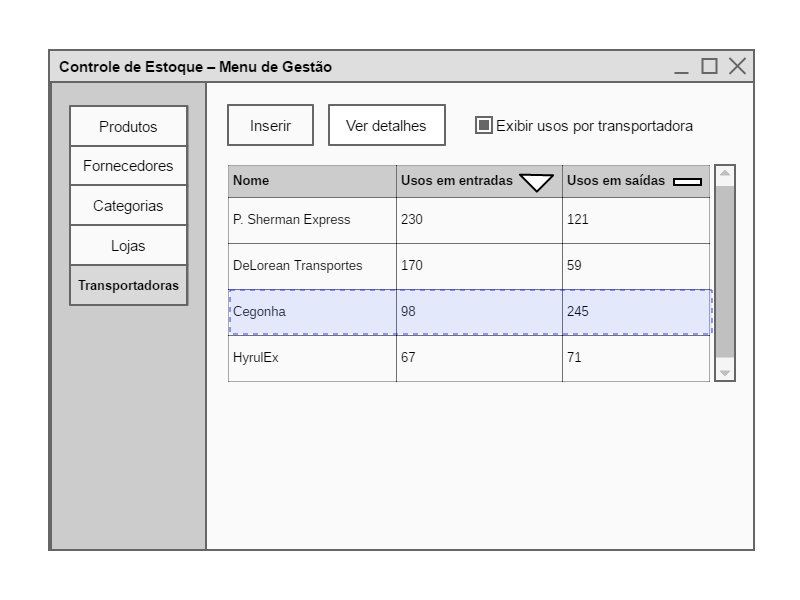 Controle de Estoque – Menu de Gestão
Produtos
Fornecedores
Categorias
Lojas
Transportadoras
Inserir
Ver detalhes
Exibir usos por transportadora
Nome Usos em entradas Usos em saídas
P. Sherman Express 230 121
DeLorean Transportes 170 59
Cegonha 98 245
HyrulEx 67 71